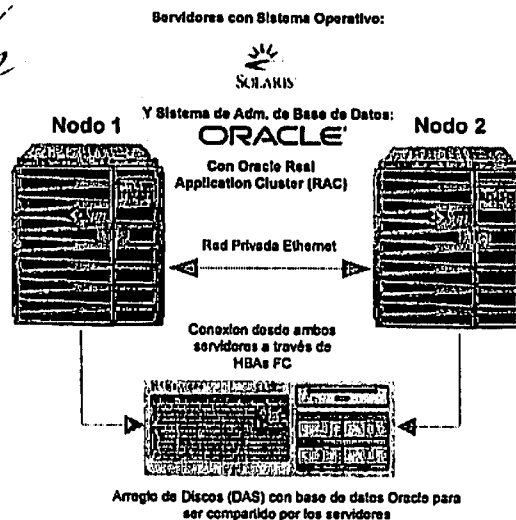 Servidores con Sistema Operativo:
SOLARIS
Y Sistema de Adm. de Base de Datos:
ORACLE
Nodo 1
Nodo 2
Con Oracle Real
Application Cluster (RAC)
Red Privada Ethernet
Conexion desde ambos
servidores a través de
HBAs FC
Arreglo de Discos (DAS) con base de datos Oracle para
ser compartido por los servidores